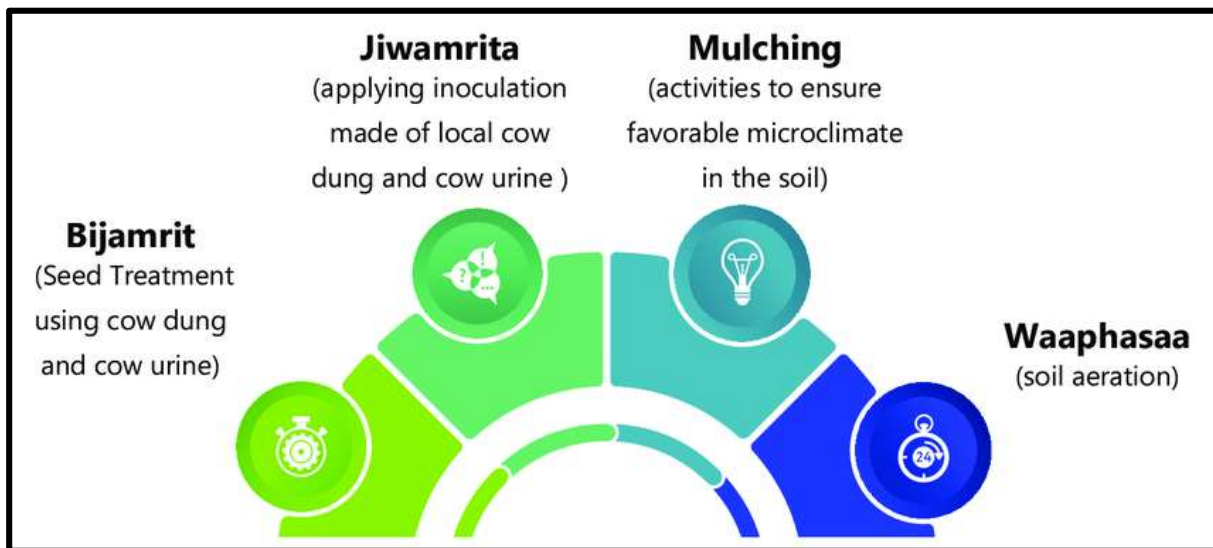 Jiwamrita
(applying inoculation
made of local cow
dung and cow urine )
Mulching
(activities to ensure
favorable microclimate
in the soil)
Bijamrit
(Seed Treatment
using cow dung
and cow urine)
Waaphasaa
(soil aeration)
?
!
...
24